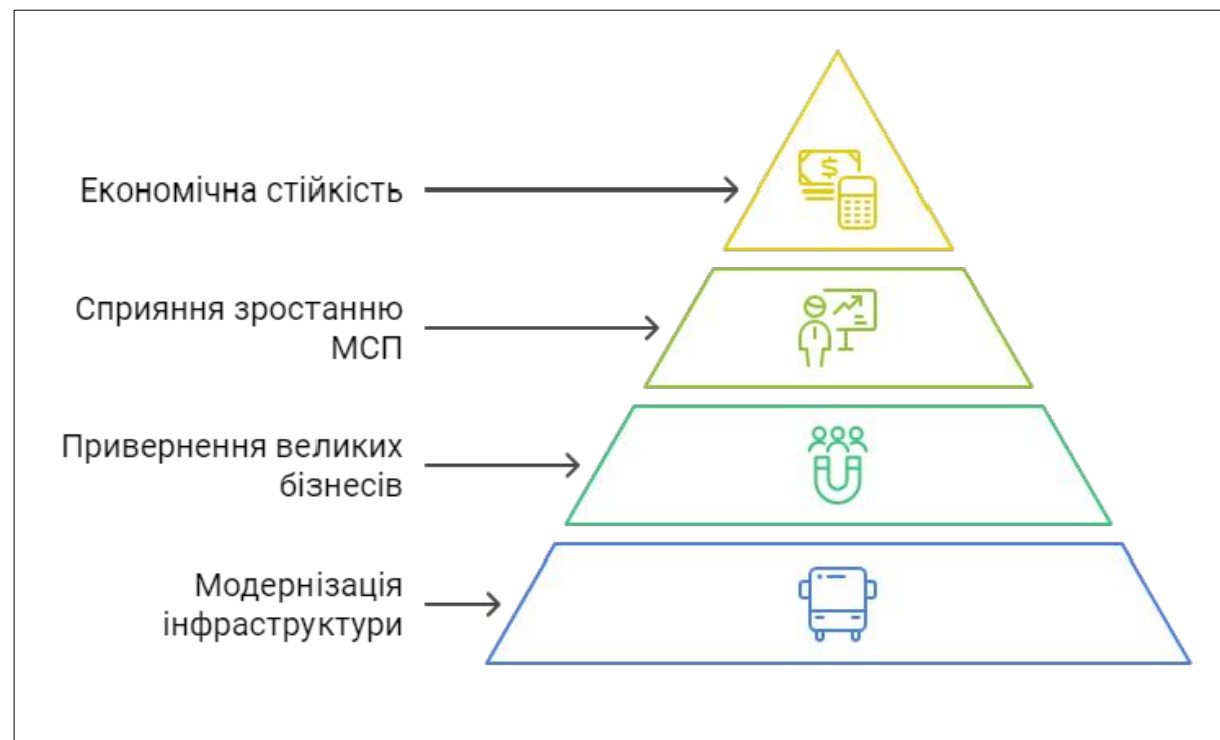 Економічна стійкість
Сприяння зростанню
МСП
Привернення великих
бізнесів
Модернізація
інфраструктури
$